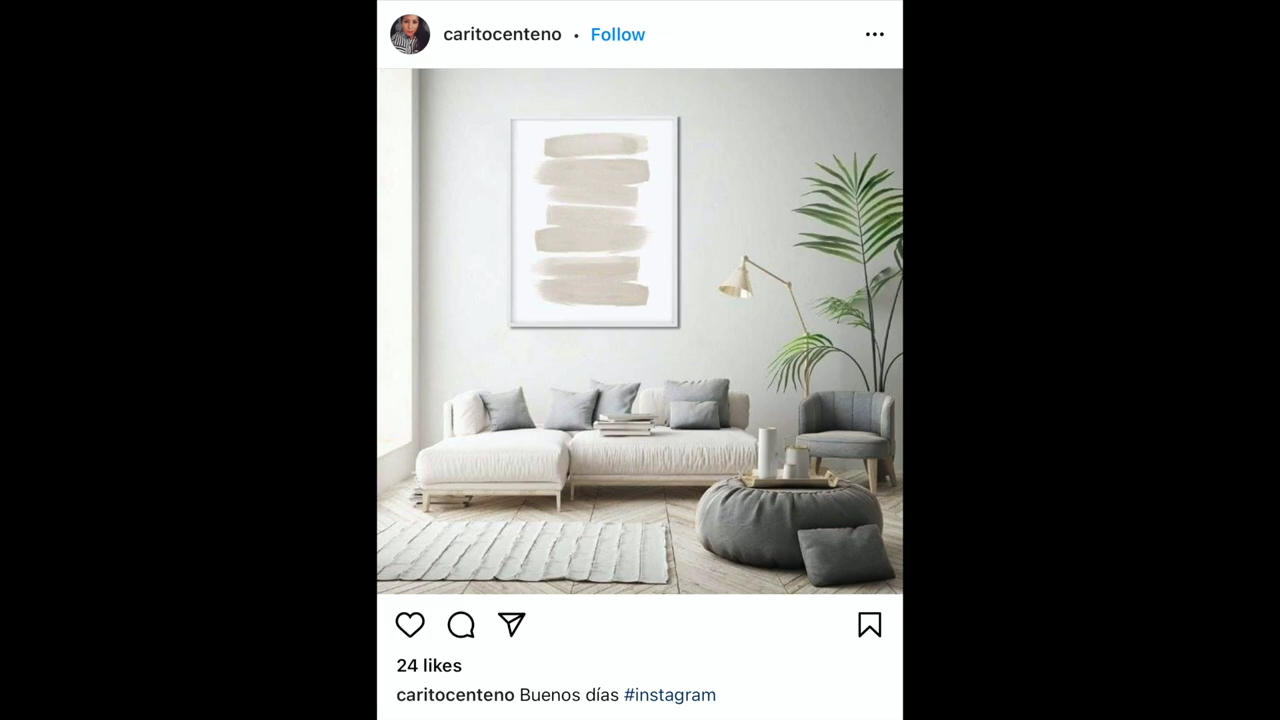 caritocenteno • Follow
24 likes
caritocenteno Buenos días #instagram